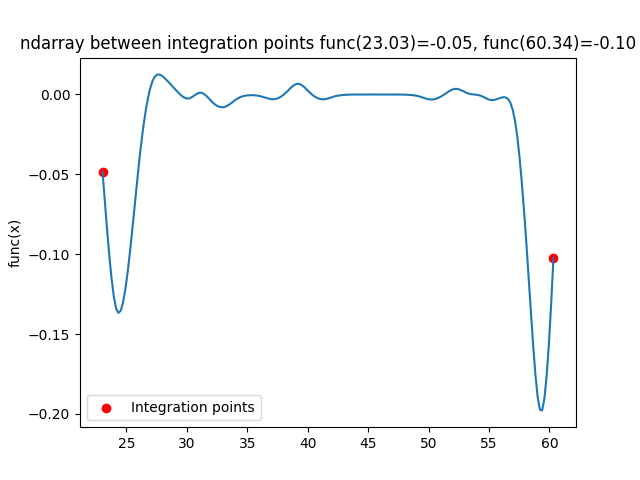 ndarray between integration points func(23.03)=-0.05, func(60.34)=-0.10
func(x)
0.00
−0.05
−0.10
−0.15
−0.20
Integration points
25 30 35 40 45 50 55 60